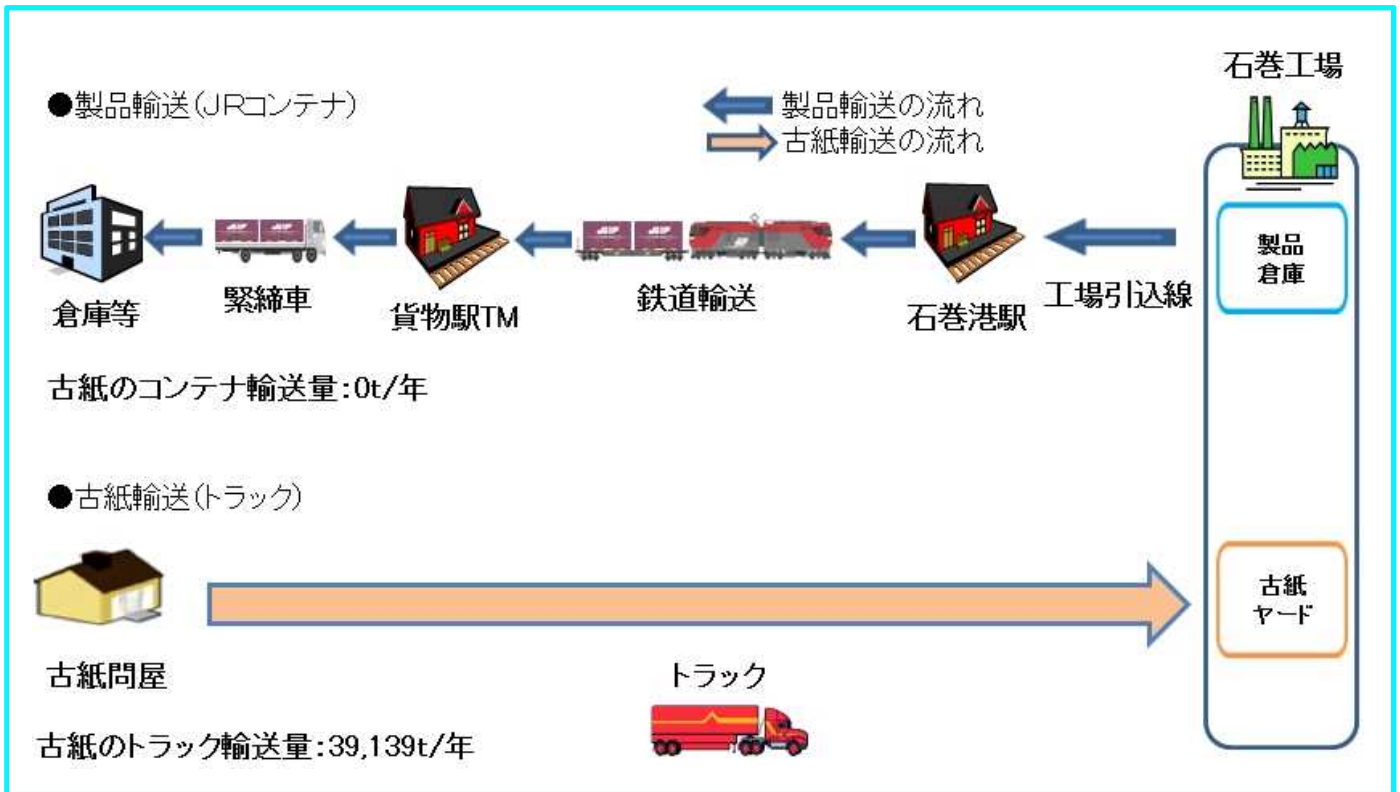 石巻工場
●製品輸送(JRコンテナ)
製品輸送の流れ
古紙輸送の流れ
製品
倉庫
倉庫等
緊締車
貨物駅TM
鉄道輸送
石巻港駅
工場引込線
古紙のコンテナ輸送量:0t/年
●古紙輸送(トラック)
古紙
ヤード
古紙問屋
トラック
古紙のトラック輸送量:39,139t/年